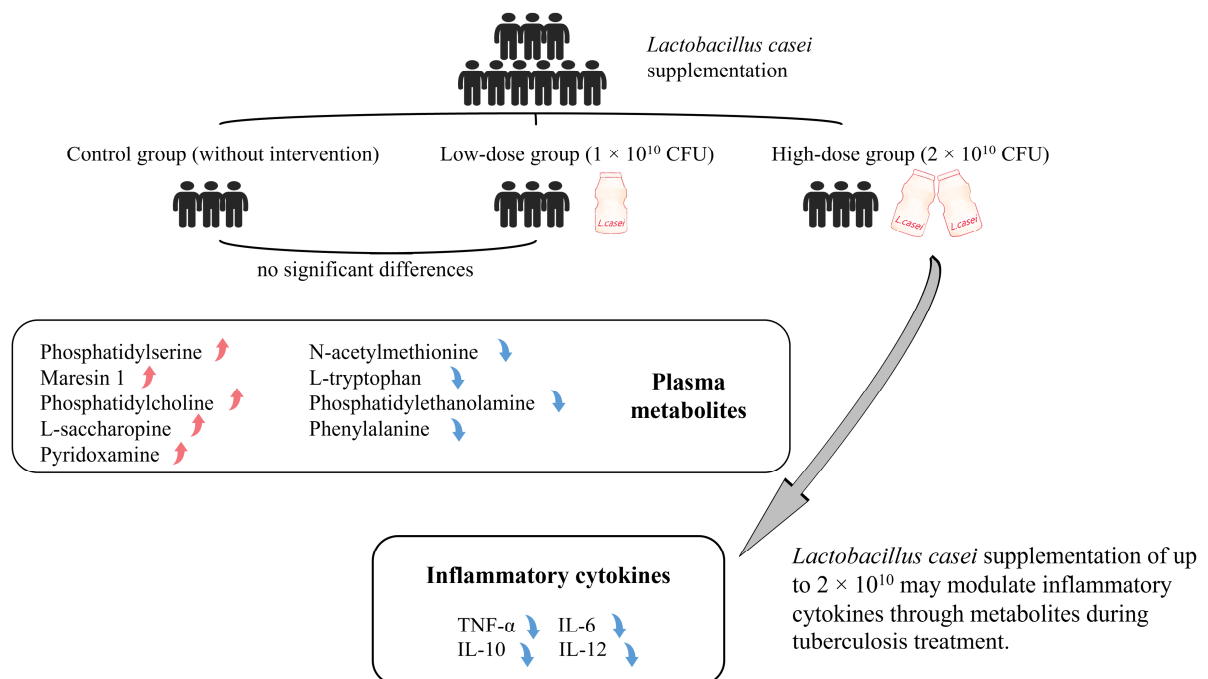 Lactobacillus casei
supplementation
Control group (without intervention)
Low-dose group (1 × 10¹⁰ CFU)
High-dose group (2 × 10¹⁰ CFU)
L.casei
L.casei
L.casei
no significant differences
Phosphatidylserine
Maresin 1
Phosphatidylcholine
L-saccharopine
Pyridoxamine
N-acetylmethionine
L-tryptophan
Phosphatidylethanolamine
Phenylalanine
Plasma
metabolites
Inflammatory cytokines
TNF-α IL-6
IL-10 IL-12
Lactobacillus casei supplementation of up
to 2 × 10¹⁰ may modulate inflammatory
cytokines through metabolites during
tuberculosis treatment.